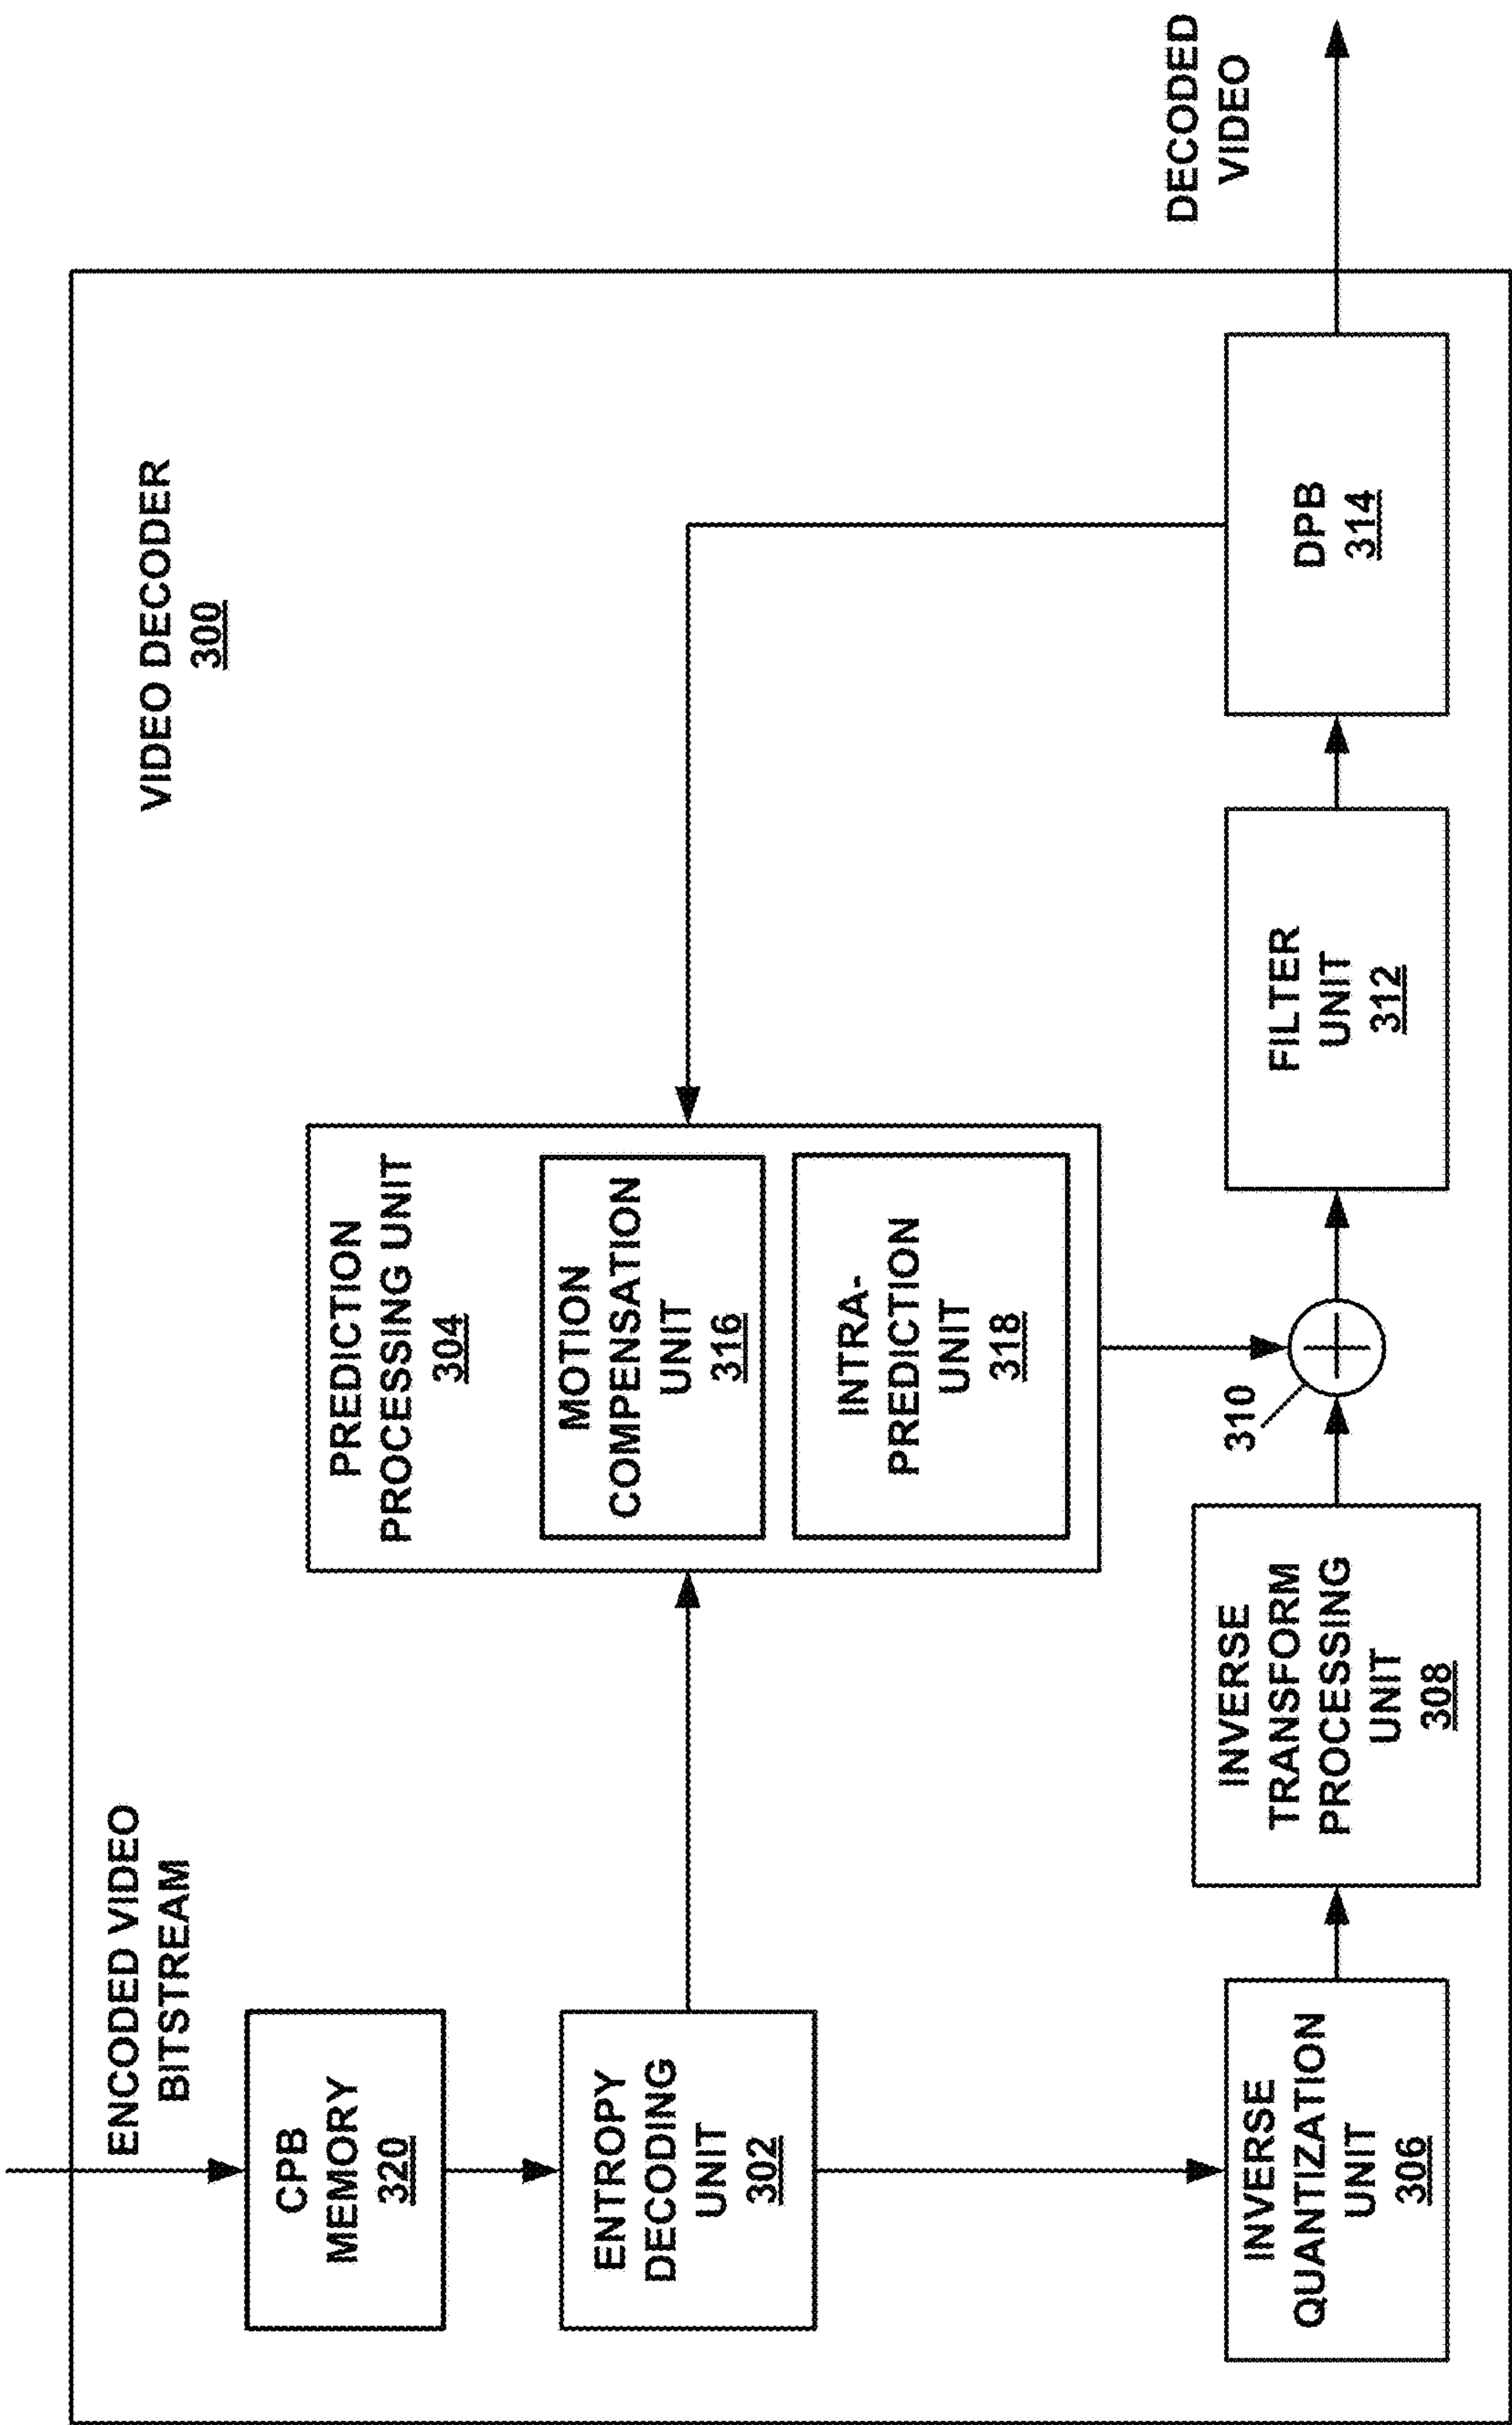 ENCODED VIDEO
BITSTREAM
VIDEO DECODER
300
CPB
MEMORY
320
ENTROPY
DECODING
UNIT
302
PREDICTION
PROCESSING UNIT
304
MOTION
COMPENSATION
UNIT
316
INTRA-
PREDICTION
UNIT
318
INVERSE
QUANTIZATION
UNIT
306
INVERSE
TRANSFORM
PROCESSING
UNIT
308
310
FILTER
UNIT
312
DPB
314
DECODED
VIDEO